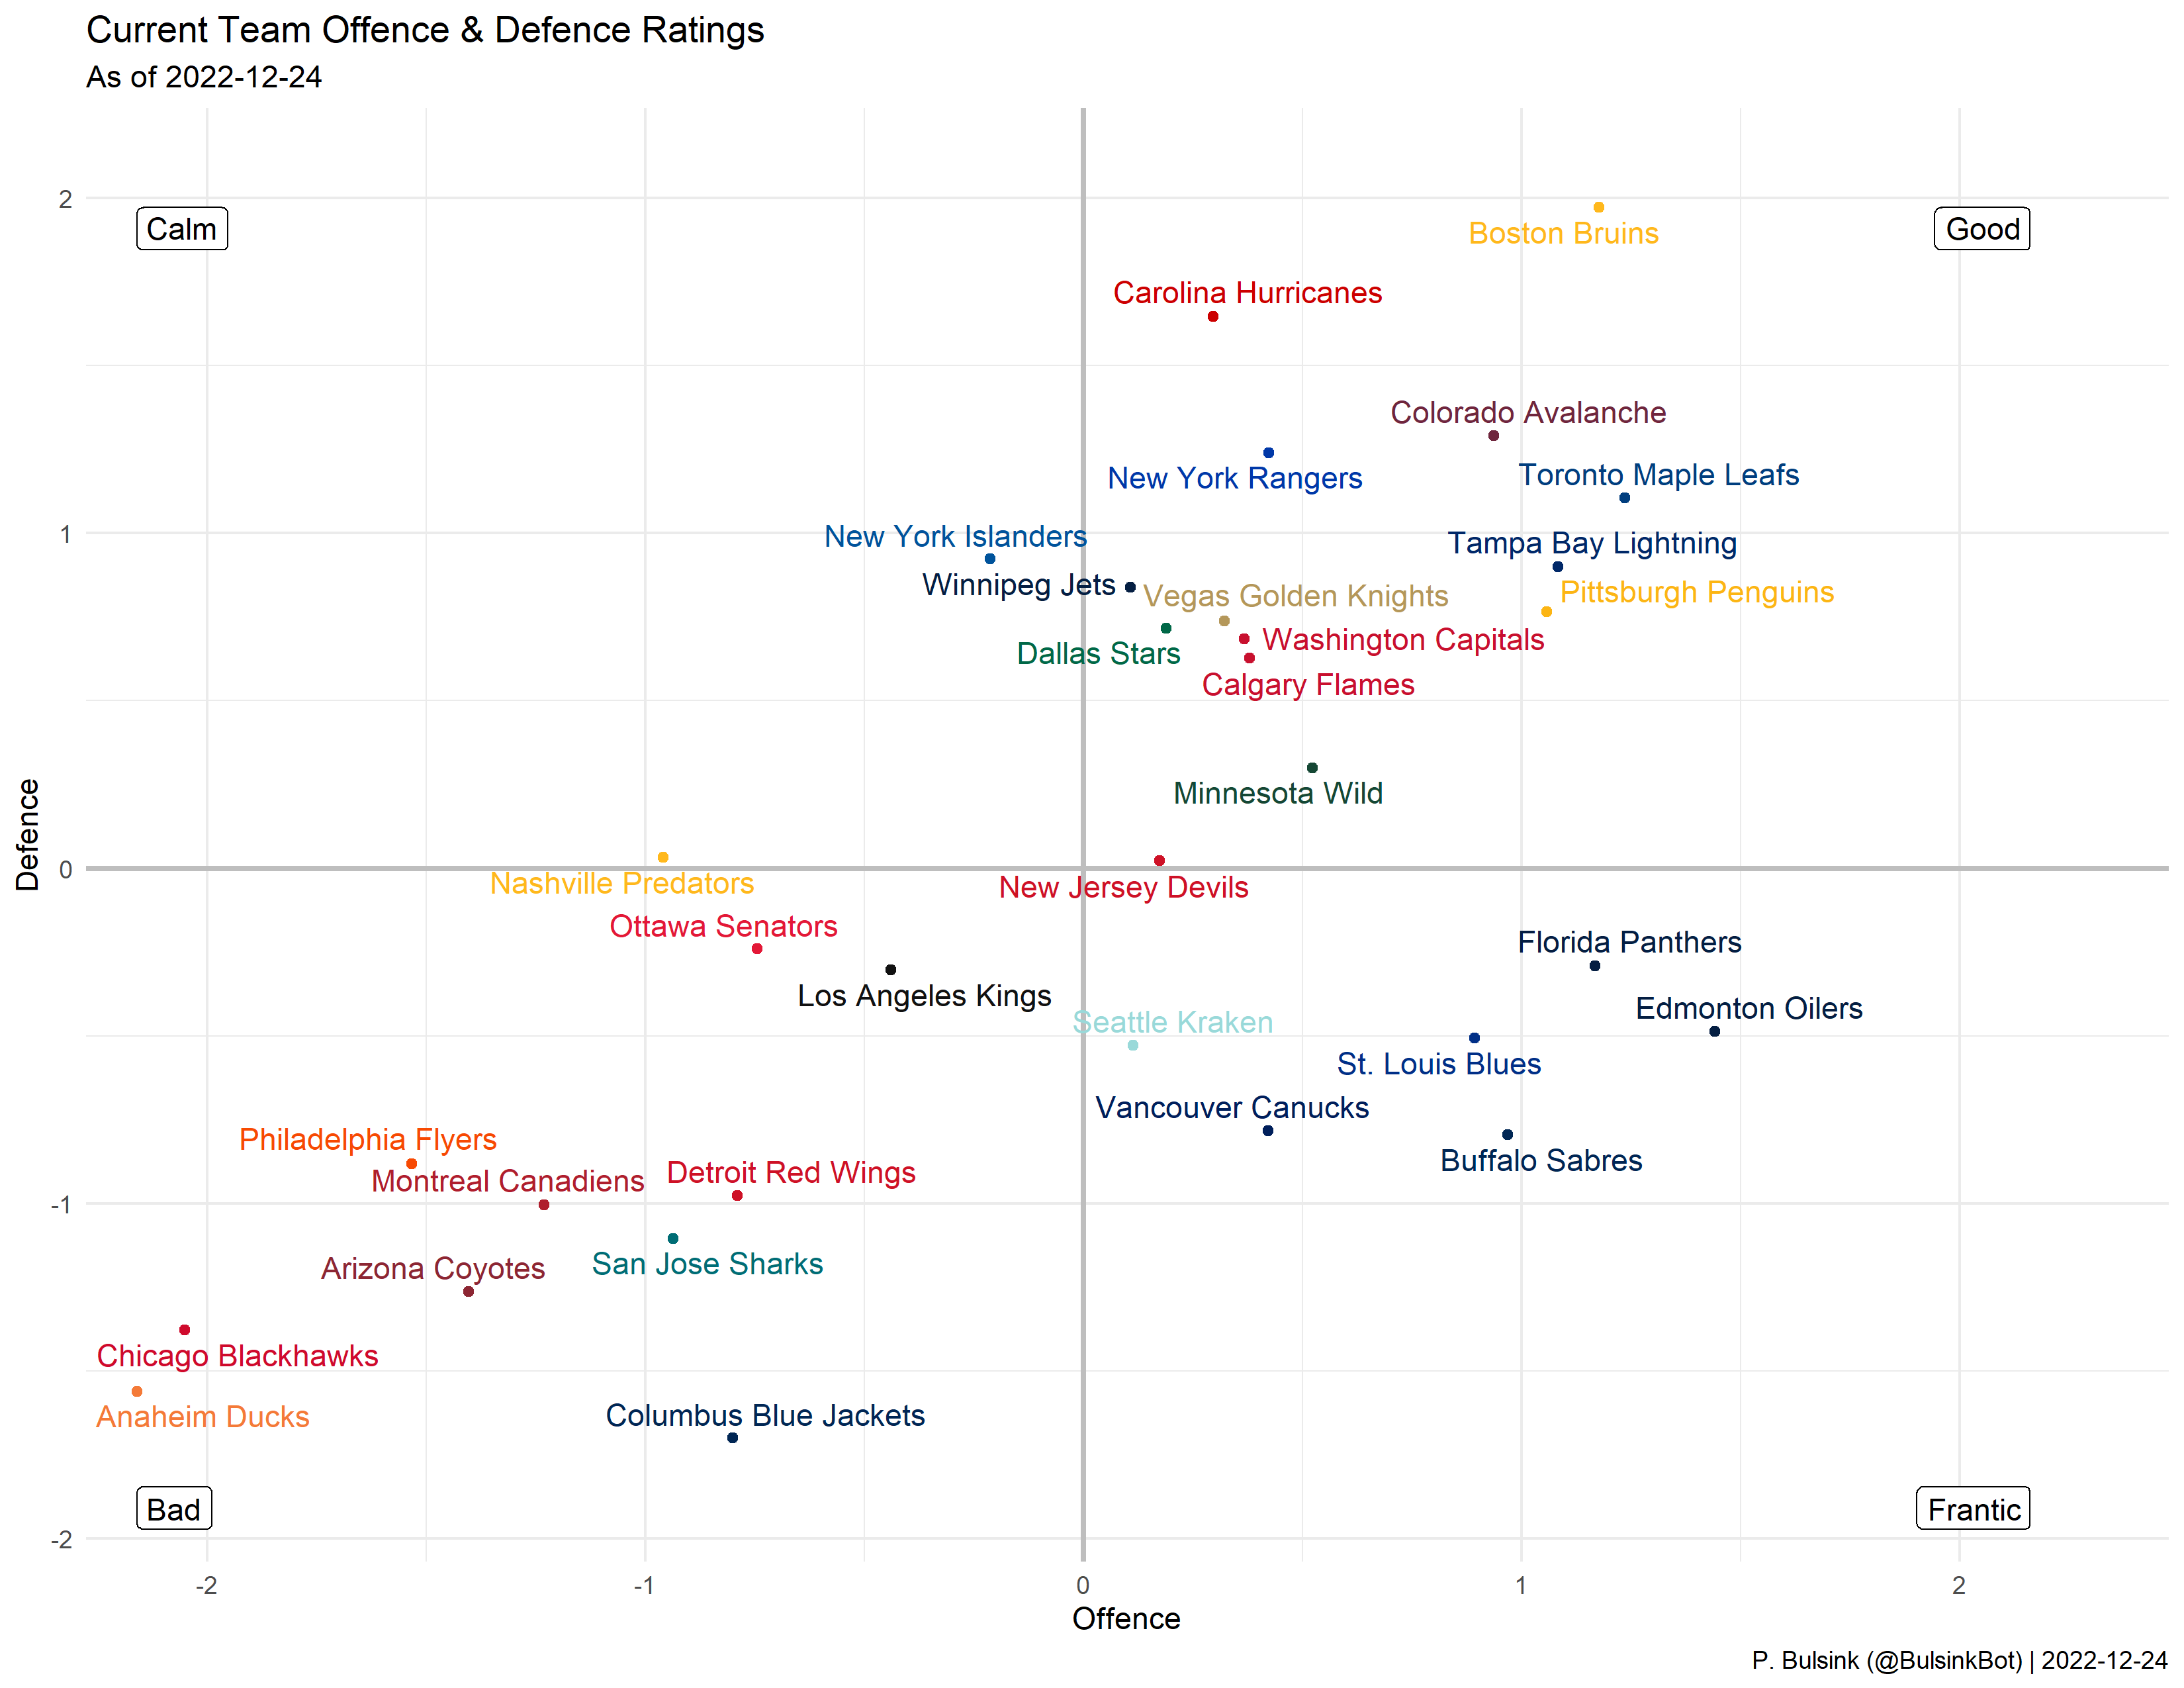 Current Team Offence & Defence Ratings
As of 2022-12-24
2
Calm
Good
Boston Bruins
Carolina Hurricanes
Colorado Avalanche
New York Rangers
Toronto Maple Leafs
1
New York Islanders
Tampa Bay Lightning
Winnipeg Jets
Vegas Golden Knights
Pittsburgh Penguins
Dallas Stars
Washington Capitals
Calgary Flames
Minnesota Wild
Defence
0
Nashville Predators
New Jersey Devils
Ottawa Senators
Florida Panthers
Los Angeles Kings
Edmonton Oilers
Seattle Kraken
St. Louis Blues
Vancouver Canucks
Philadelphia Flyers
Buffalo Sabres
Montreal Canadiens
Detroit Red Wings
-1
Arizona Coyotes
San Jose Sharks
Chicago Blackhawks
Anaheim Ducks
Columbus Blue Jackets
Bad
Frantic
-2
-2 -1 0 1 2
Offence
P. Bulsink (@BulsinkBot) | 2022-12-24